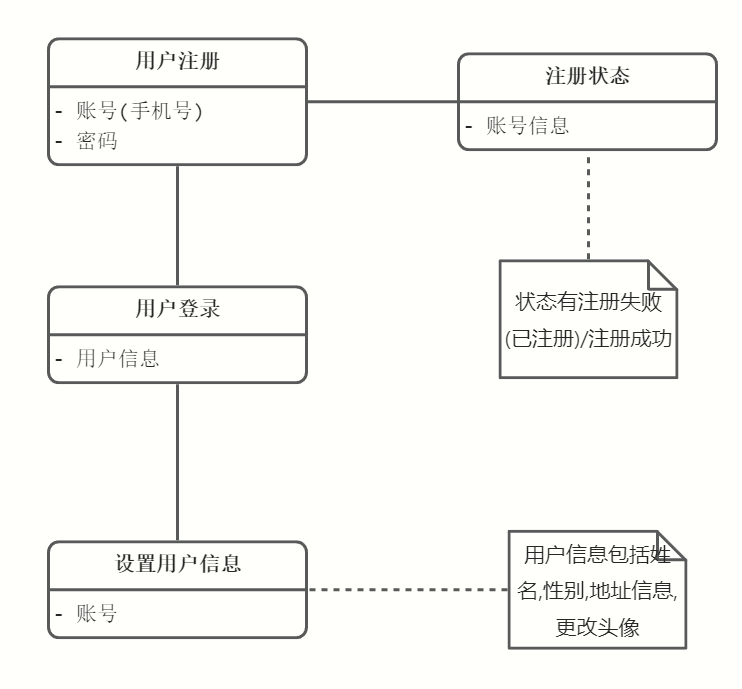 用户注册
- 账号(手机号)
- 密码
注册状态
- 账号信息
状态有注册失败
(已注册)/注册成功
用户登录
- 用户信息
设置用户信息
- 账号
用户信息包括姓
名,性别,地址信息,
更改头像